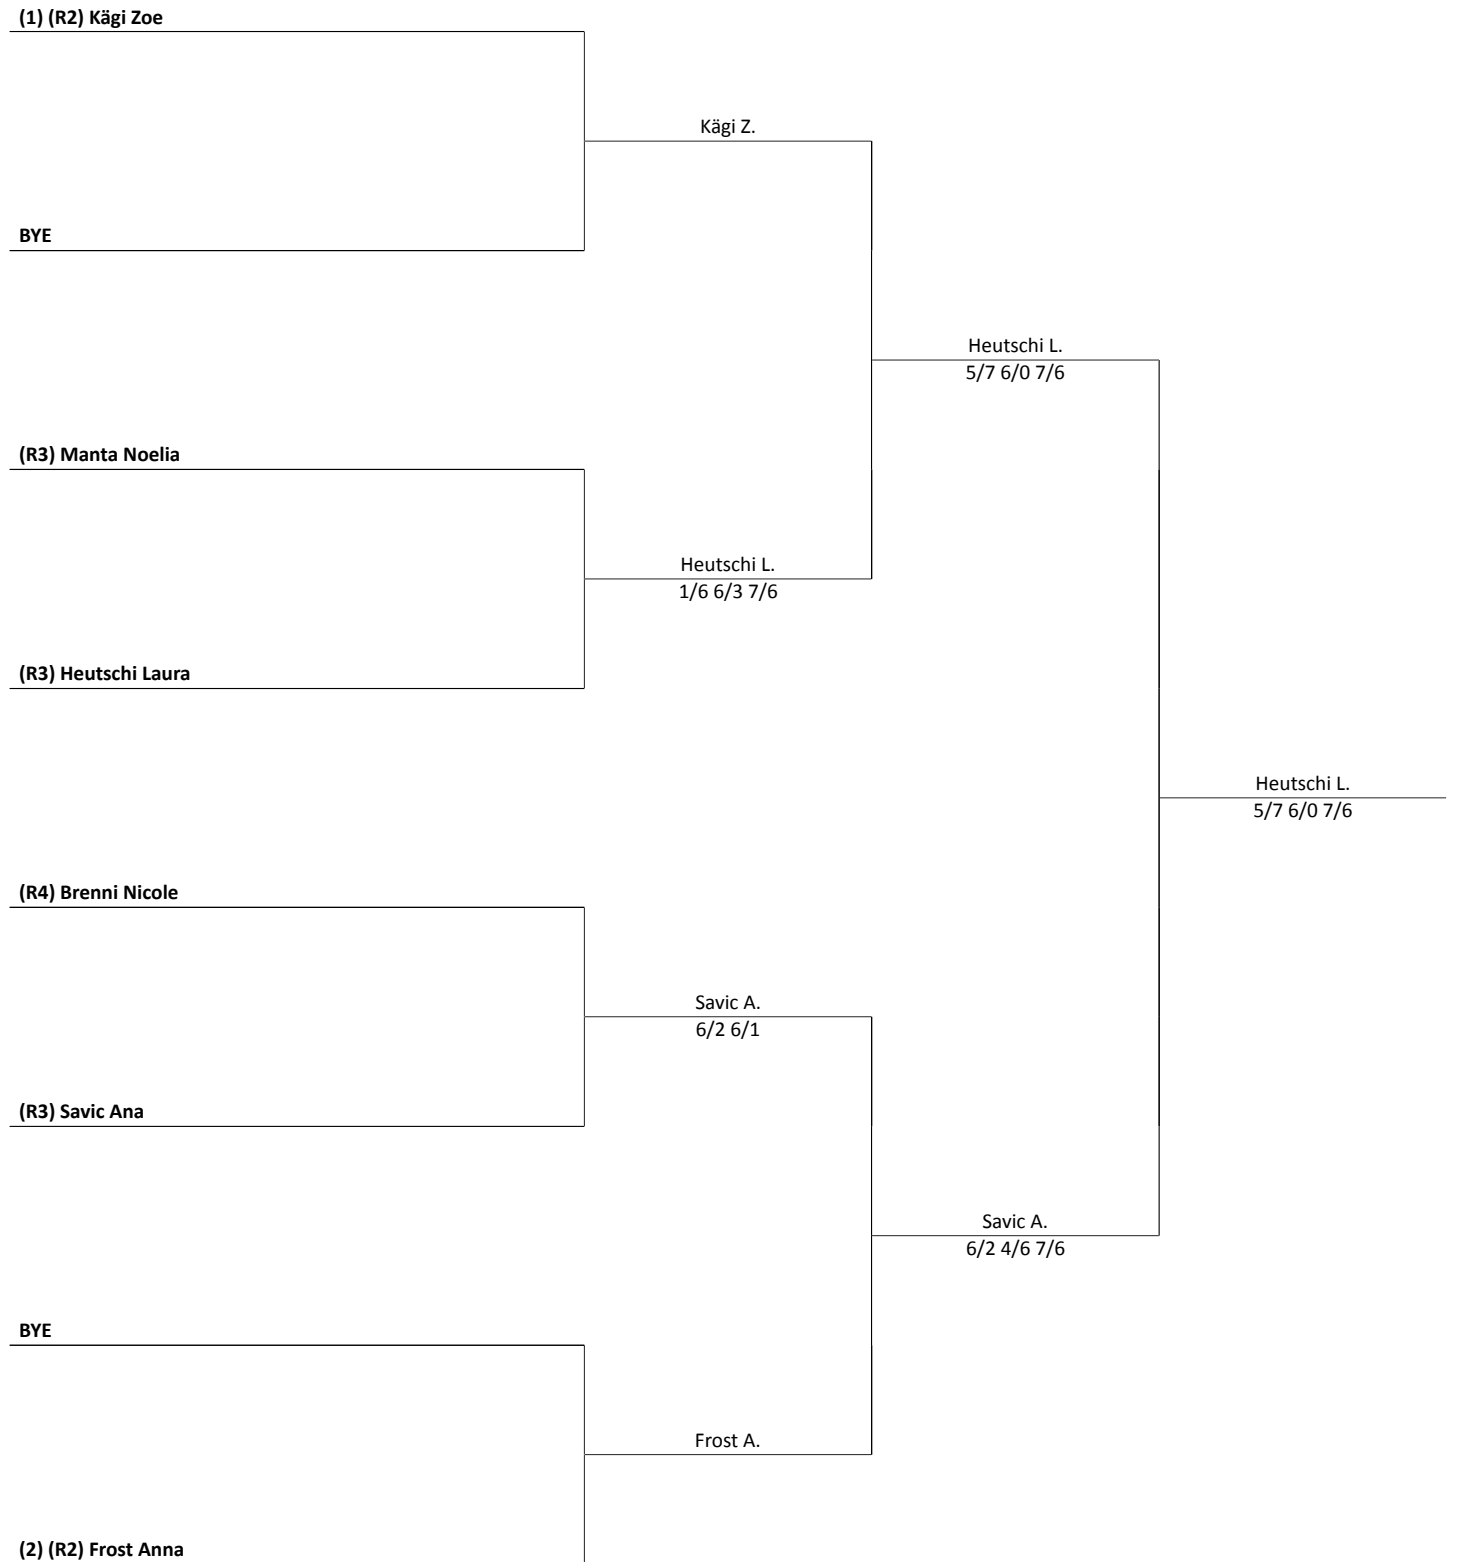 (1) (R2) Kägi Zoe
Kägi Z.
BYE
Heutschi L.
5/7 6/0 7/6
(R3) Manta Noelia
Heutschi L.
1/6 6/3 7/6
(R3) Heutschi Laura
Heutschi L.
5/7 6/0 7/6
(R4) Brenni Nicole
Savic A.
6/2 6/1
(R3) Savic Ana
Savic A.
6/2 4/6 7/6
BYE
Frost A.
(2) (R2) Frost Anna